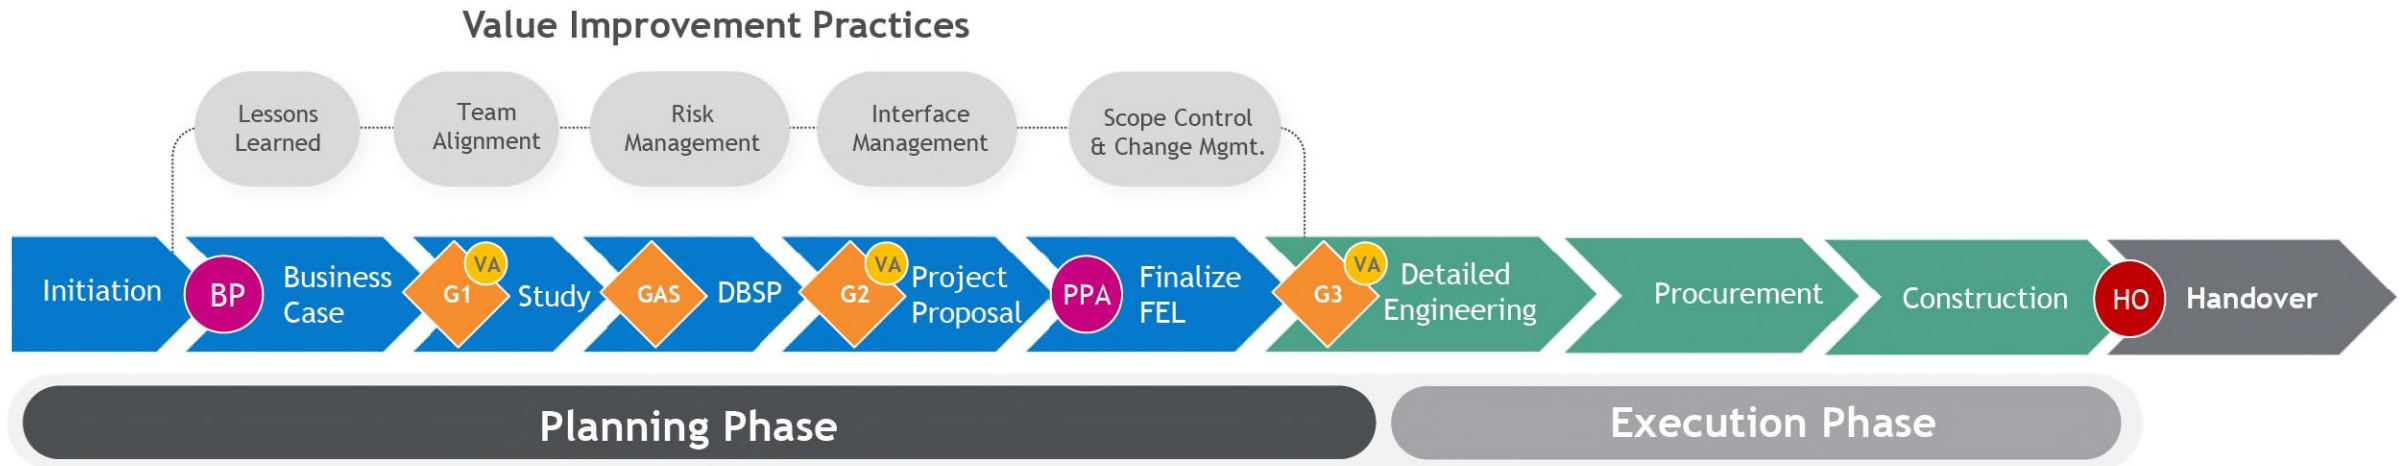 Value Improvement Practices
Lessons
Learned
Team
Alignment
Risk
Management
Interface
Management
Scope Control
& Change Mgmt.
Initiation
BP
Business
Case
G1
VA
Study
GAS
DBSP
G2
VA
Project
Proposal
PPA
Finalize
FEL
G3
VA
Detailed
Engineering
Procurement
Construction
HO
Handover
Planning Phase
Execution Phase